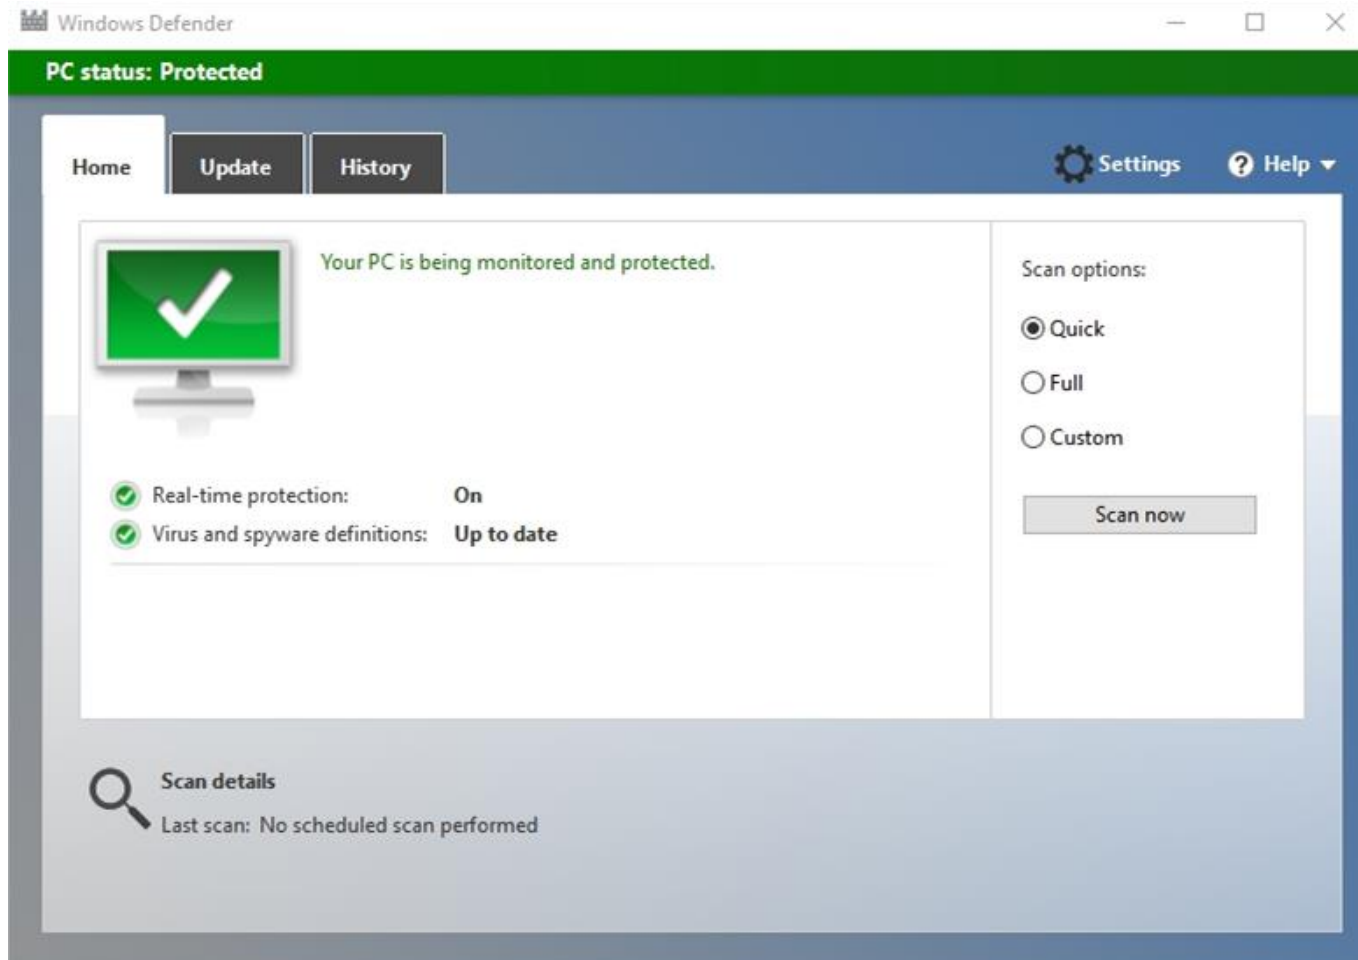 Windows Defender
PC status: Protected
Home
Update
History
Settings
Help
Your PC is being monitored and protected.
Scan options:
Quick
Full
Custom
Scan now
Real-time protection: On
Virus and spyware definitions: Up to date
Scan details
Last scan: No scheduled scan performed